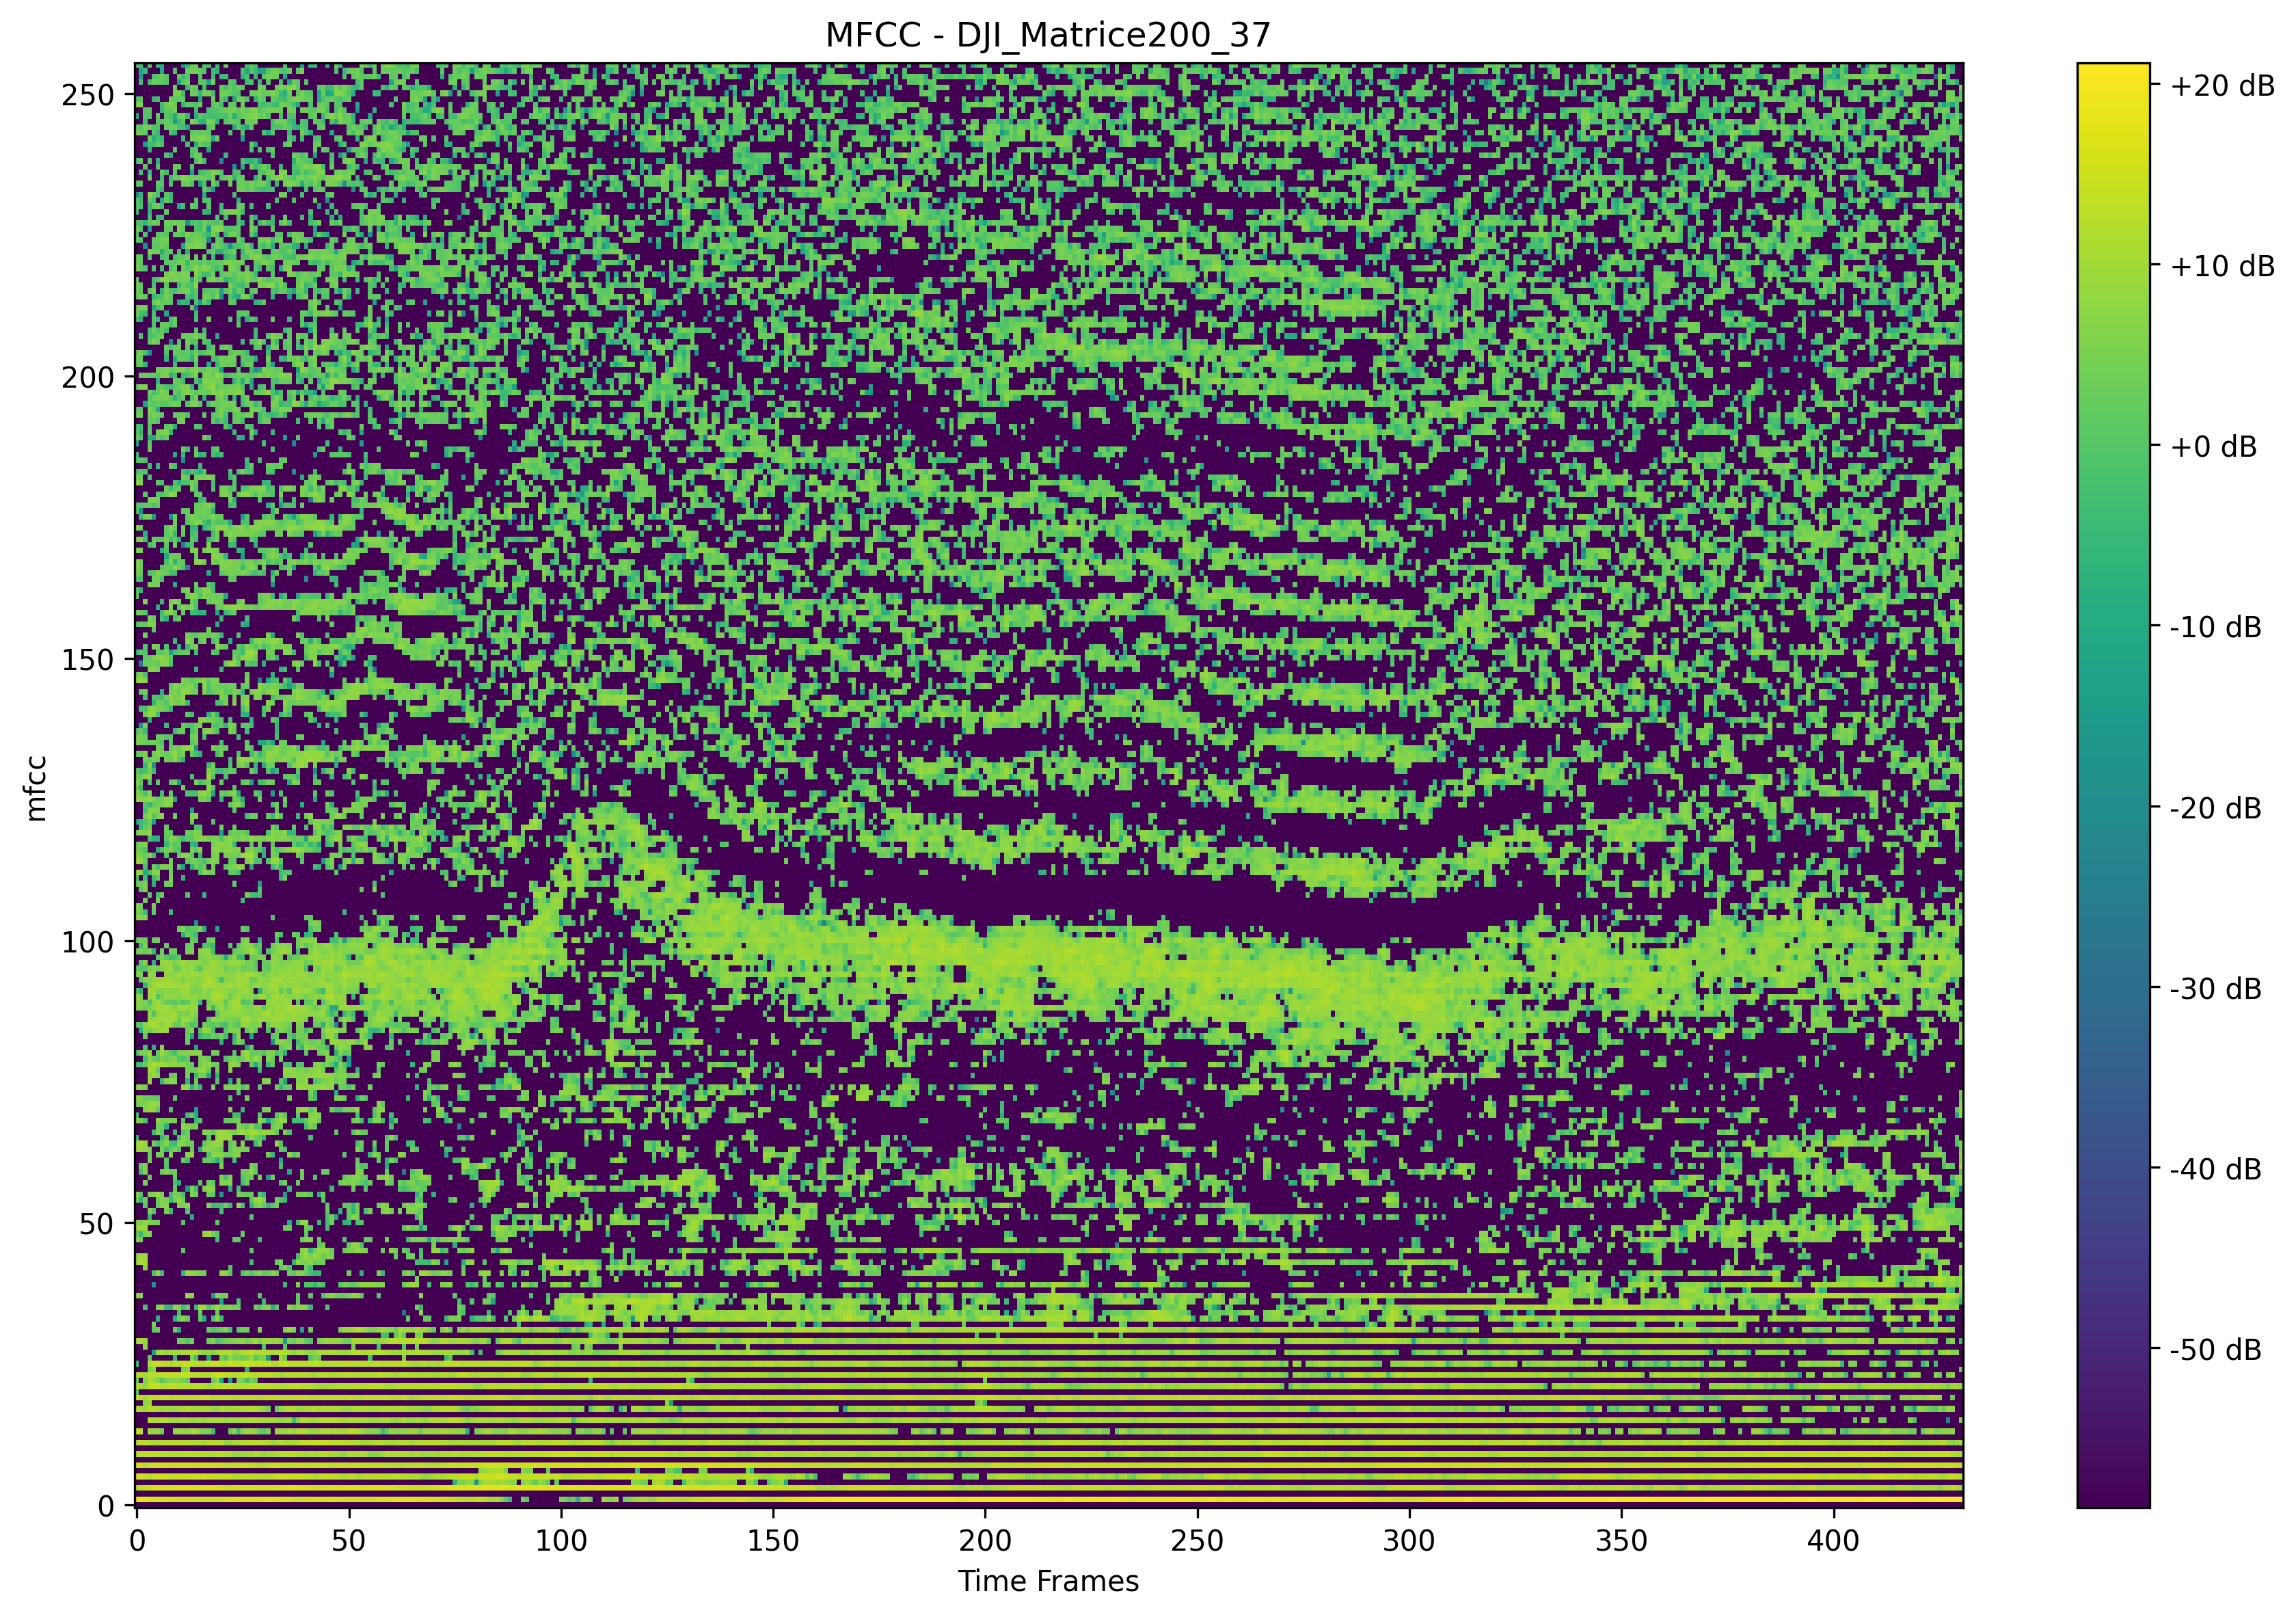 MFCC - DJI_Matrice200_37
250
200
150
100
50
0
mfcc
0 50 100 150 200 250 300 350 400
Time Frames
+20 dB
+10 dB
+0 dB
-10 dB
-20 dB
-30 dB
-40 dB
-50 dB